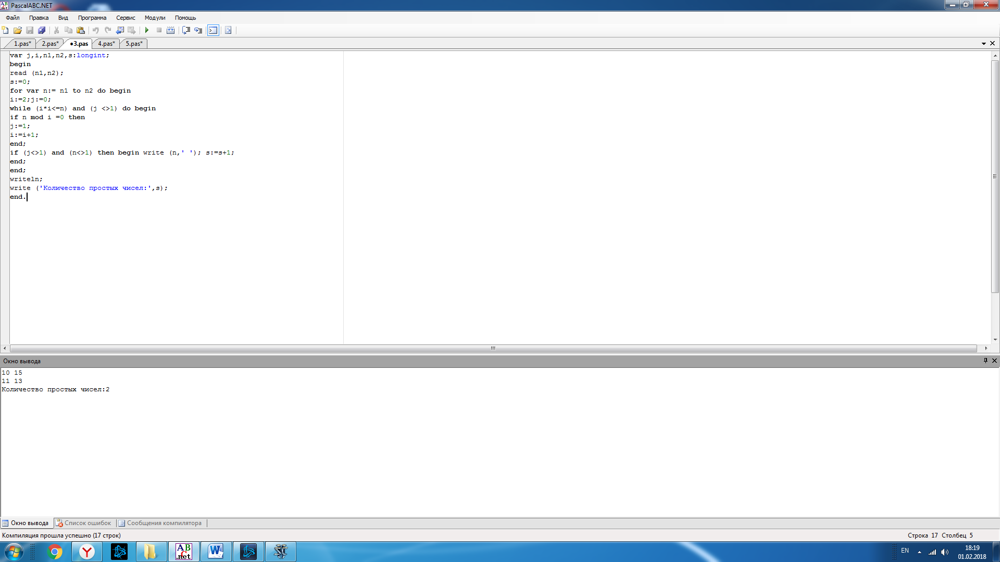 PascalABC.NET
Файл Правка Вид Программа Сервис Модули Помощь
1.pas* 2.pas* •3.pas 4.pas* 5.pas*
var j,i,n1,n2,s:longint;
begin
read (n1,n2);
s:=0;
for var n:= n1 to n2 do begin
i:=2;j:=0;
while (i*i<=n) and (j <>1) do begin
if n mod i =0 then
j:=1;
i:=i+1;
end;
if (j<>1) and (n<>1) then begin write (n,' '); s:=s+1;
end;
end;
writeln;
write ('Количество простых чисел:',s);
end.
Окно вывода
10 15
11 13
Количество простых чисел:2
Окно вывода Список ошибок Сообщения компилятора
Компиляция прошла успешно (17 строк) Строка 17 Столбец 5
EN 18:19
01.02.2018